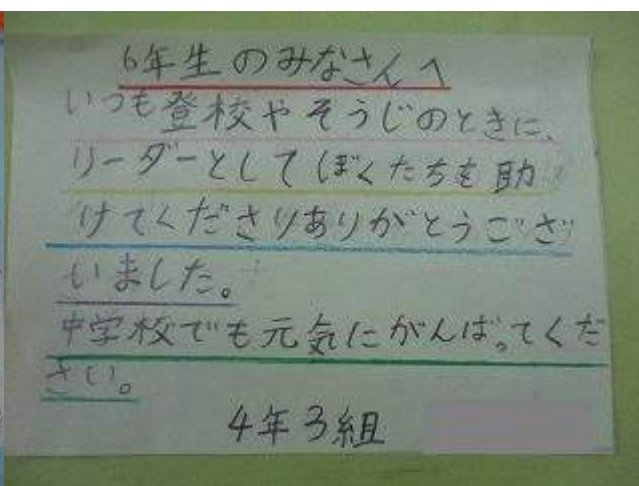 6年生のみなさんへ
いつも登校やそうじのときに、
リーダーとしてぼくたちを助
けてくださりありがとうござ
いました。
中学校でも元気にがんばってくだ
さい。
4年3組